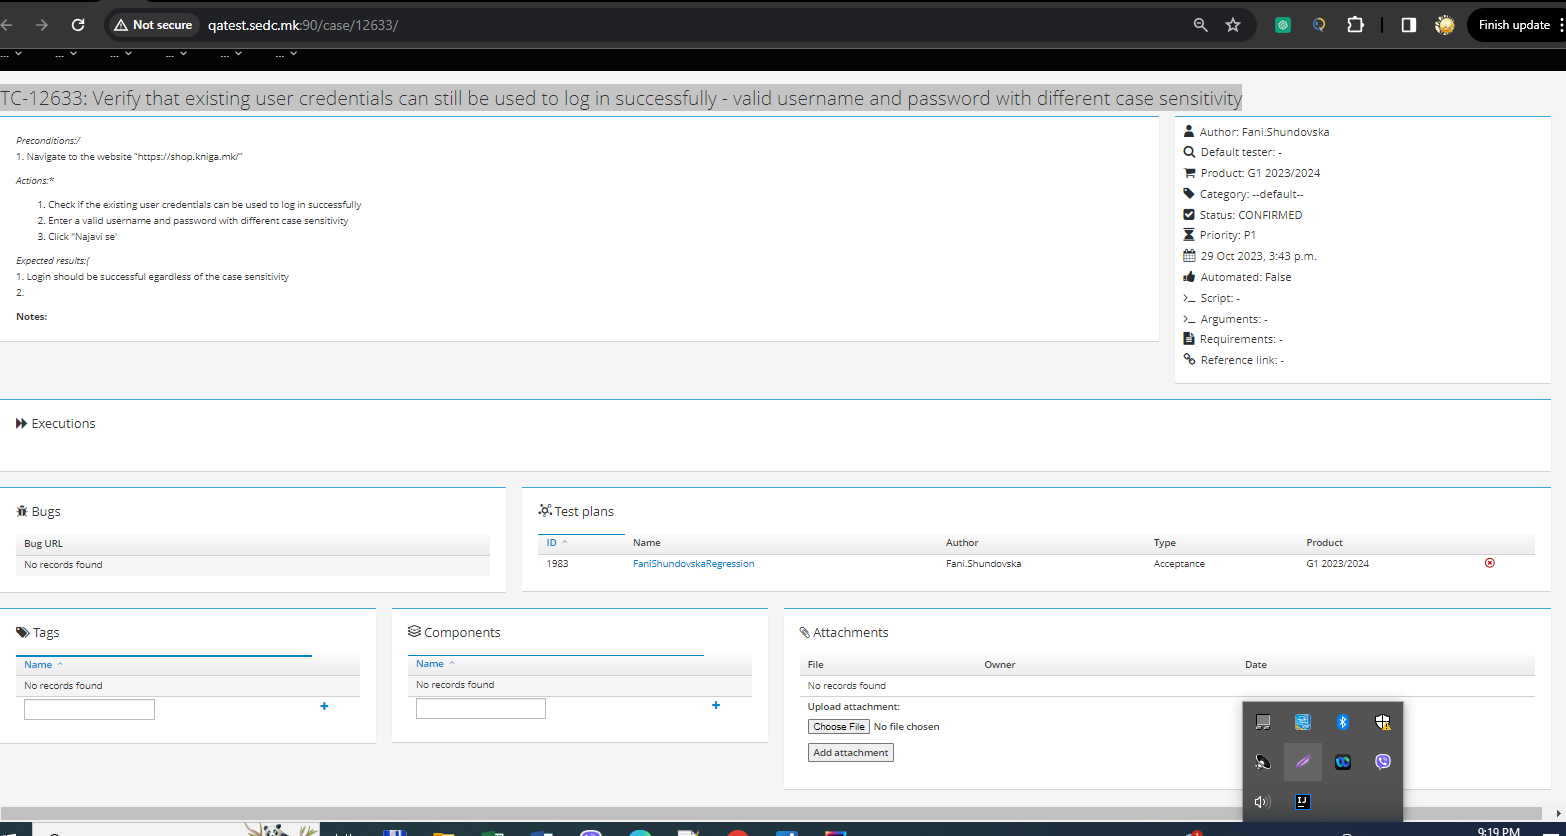 Not secure
qatest.sedc.mk:90/case/12633/
Finish update
... ... ... ... ... ...
TC-12633: Verify that existing user credentials can still be used to log in successfully - valid username and password with different case sensitivity
Preconditions:/
1. Navigate to the website "https://shop.kniga.mk/"
Actions:*
1. Check if the existing user credentials can be used to log in successfully
2. Enter a valid username and password with different case sensitivity
3. Click "Najavi se'
Expected results:(
1. Login should be successful egardless of the case sensitivity
2.
Notes:
Author: Fani.Shundovska
Default tester: -
Product: G1 2023/2024
Category: --default--
Status: CONFIRMED
Priority: P1
29 Oct 2023, 3:43 p.m.
Automated: False
Script: -
Arguments: -
Requirements: -
Reference link: -
Executions
Bugs
Bug URL
No records found
Test plans
ID Name Author Type Product
1983 FaniShundovskaRegression Fani.Shundovska Acceptance G1 2023/2024
Tags
Name
No records found
Components
Name
No records found
Attachments
File Owner Date
No records found
Upload attachment:
Choose File No file chosen
Add attachment
IJ
9:19 PM